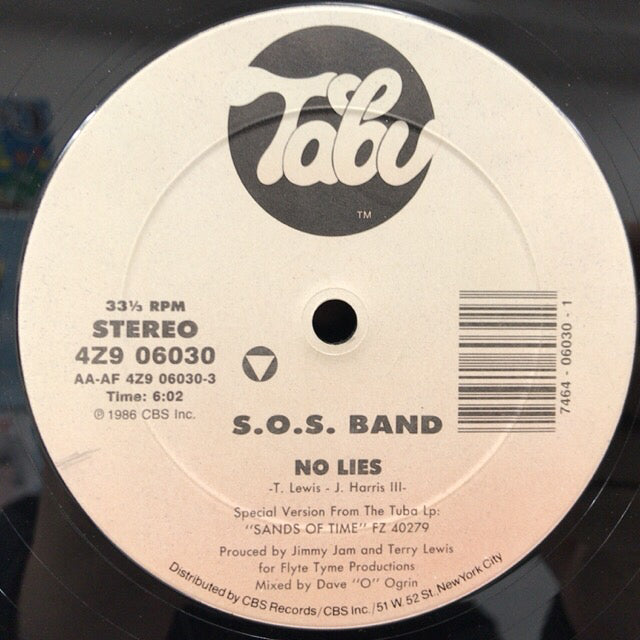 Tabu
TM
33⅓ RPM
STEREO
4Z9 06030
AA-AF 4Z9 06030-3
Time: 6:02
℗ 1986 CBS Inc.
7464 - 06030 - 1
S.O.S. BAND
NO LIES
-T. Lewis - J. Harris III-
Special Version From The Tuba Lp:
"SANDS OF TIME" FZ 40279
Prouced by Jimmy Jam and Terry Lewis
for Flyte Tyme Productions
Mixed by Dave "O" Ogrin
Distributed by CBS Records/CBS Inc./51 W. 52 St. New York City